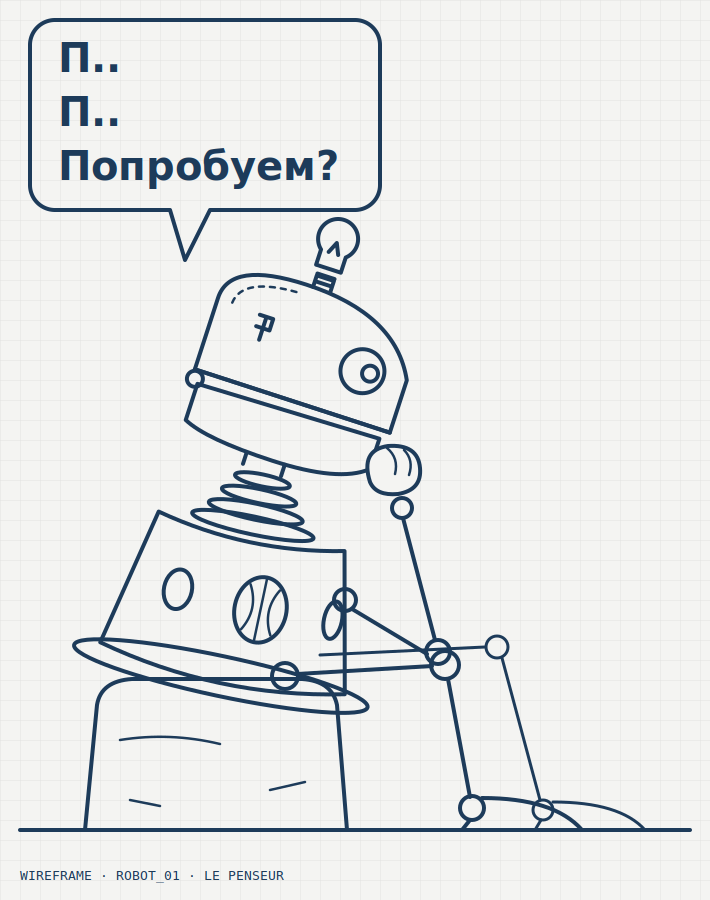 П..
П..
Попробуем?
₽
WIREFRAME · ROBOT_01 · LE PENSEUR